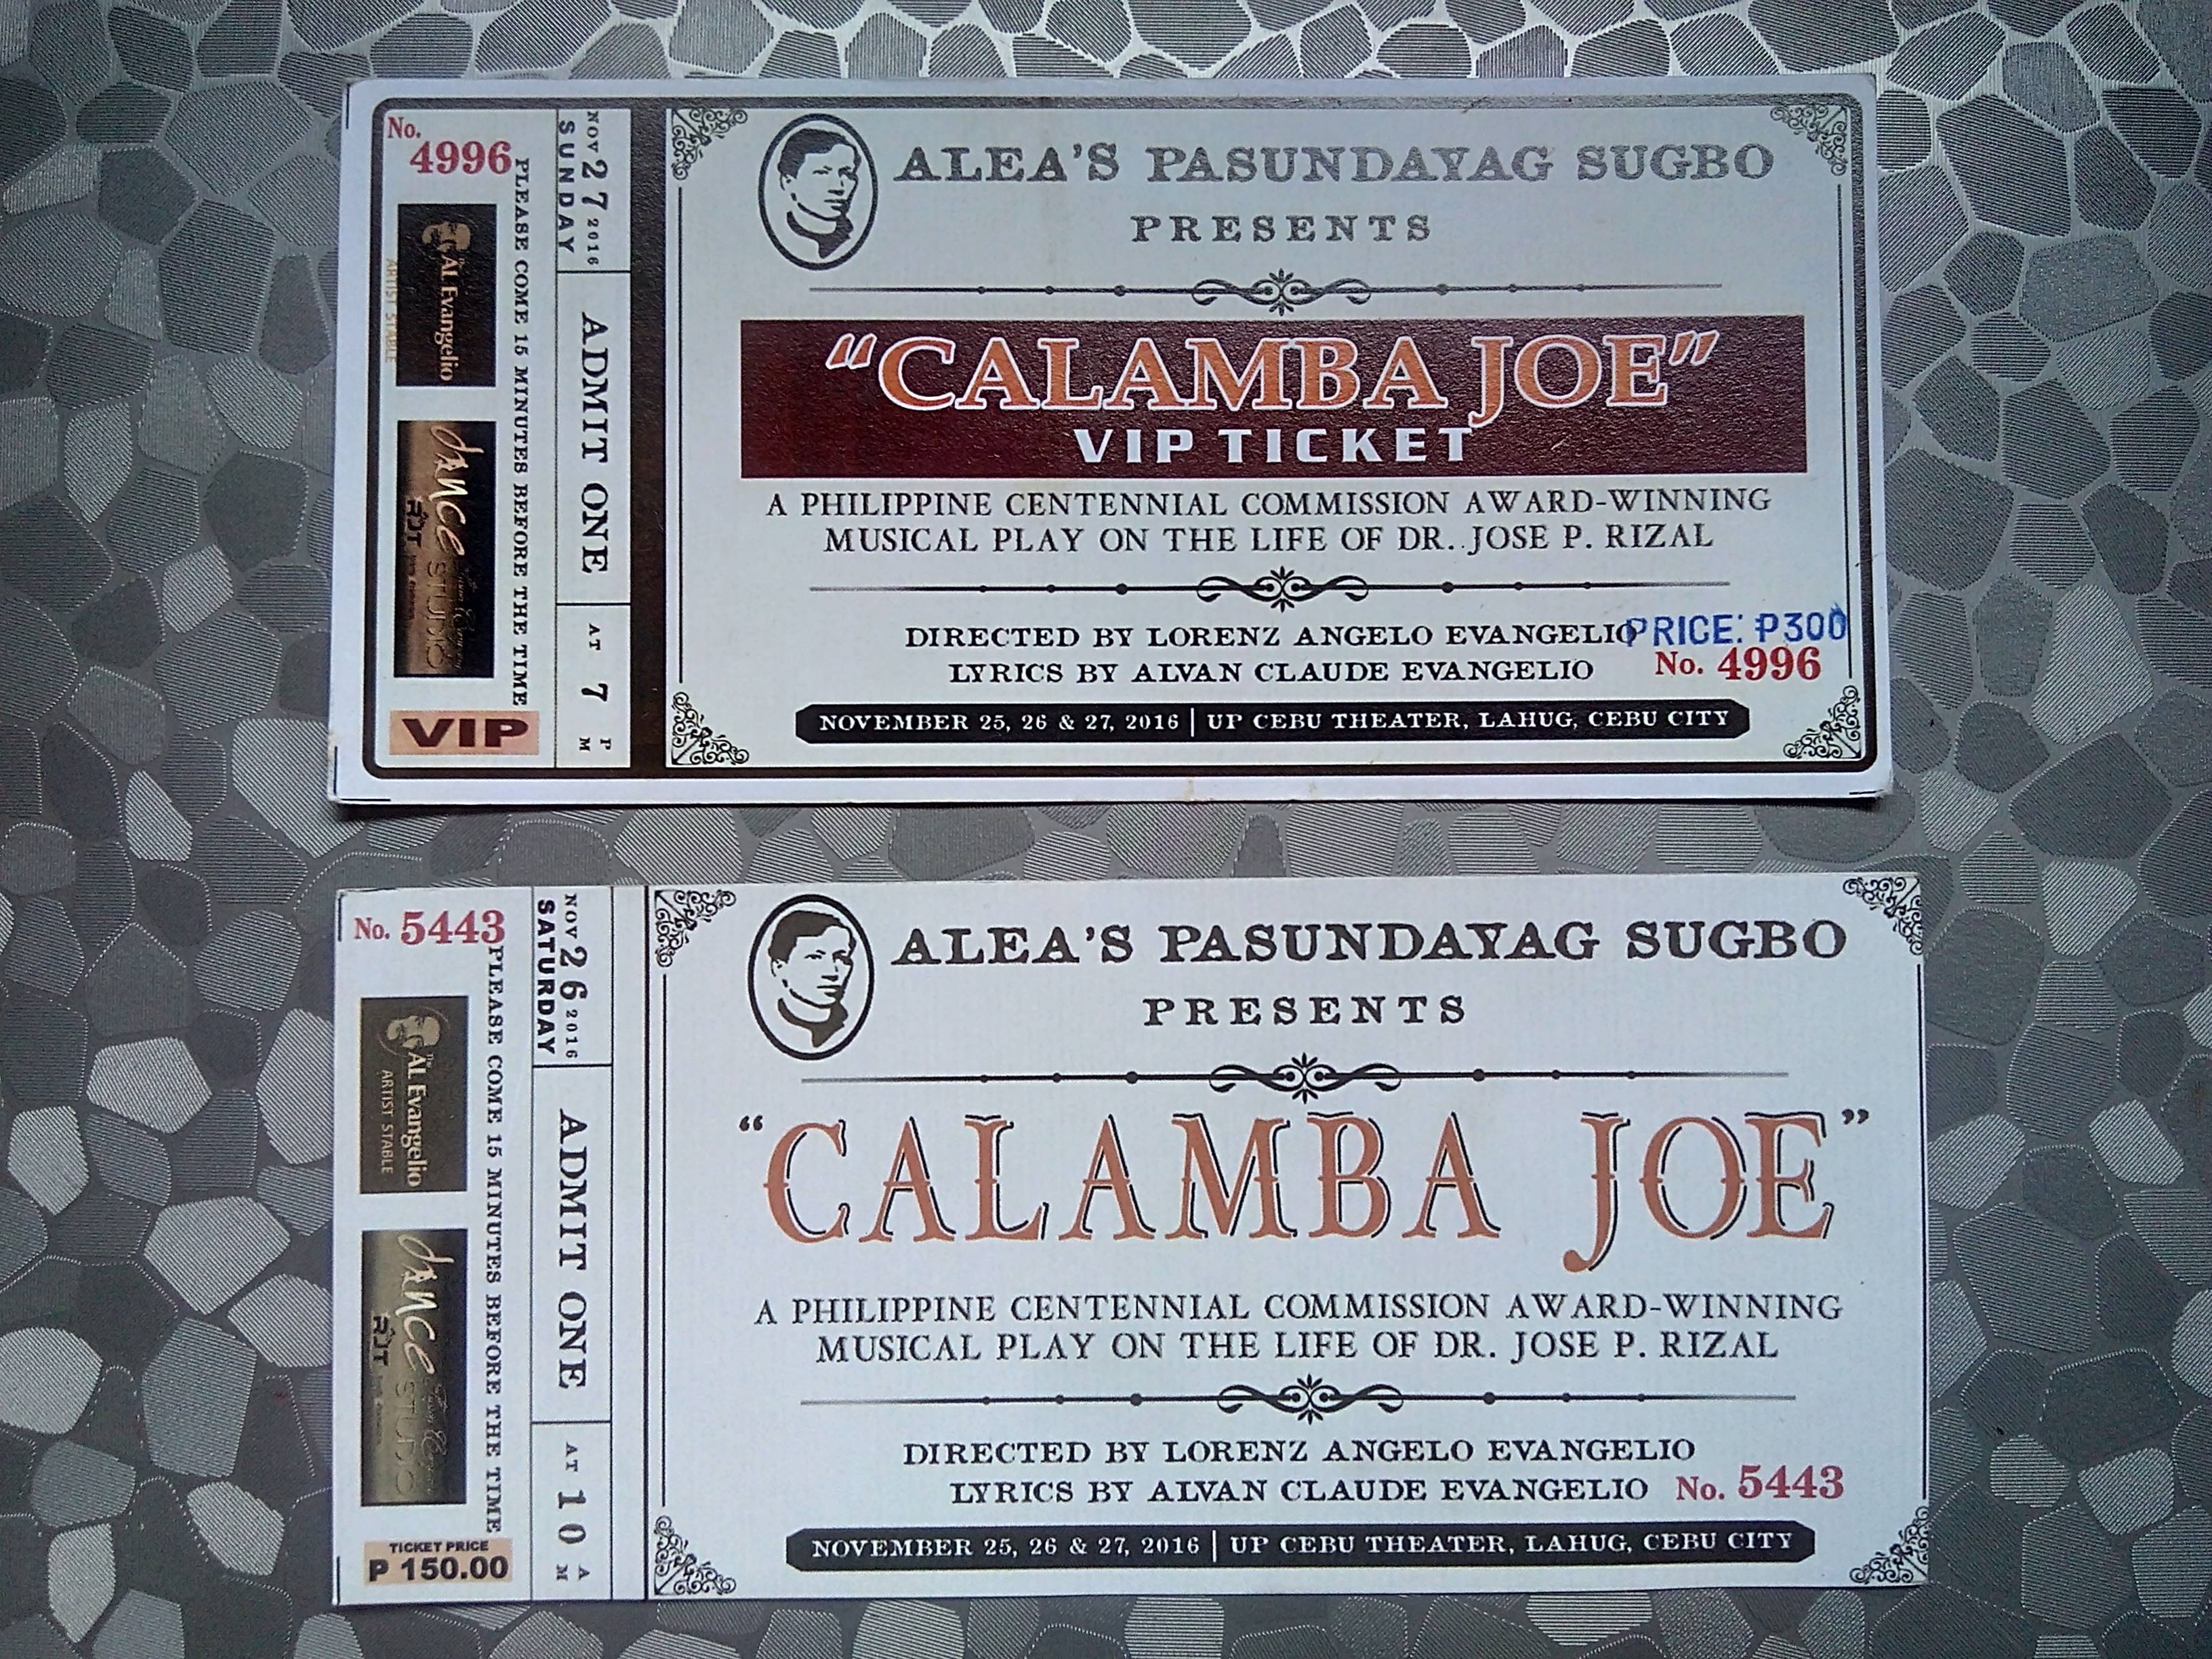 No. 4996
The AL Evangelio
ARTIST STABLE
dance STUDIO
RJT
VIP
PLEASE COME 15 MINUTES BEFORE THE TIME
NOV 27 2016
SUNDAY
ADMIT ONE
AT 7 PM
ALEA'S PASUNDAYAG SUGBO
PRESENTS
"CALAMBA JOE"
VIP TICKET
A PHILIPPINE CENTENNIAL COMMISSION AWARD-WINNING
MUSICAL PLAY ON THE LIFE OF DR. JOSE P. RIZAL
DIRECTED BY LORENZ ANGELO EVANGELIO
PRICE: P300
LYRICS BY ALVAN CLAUDE EVANGELIO
No. 4996
NOVEMBER 25, 26 & 27, 2016 | UP CEBU THEATER, LAHUG, CEBU CITY
No. 5443
The AL Evangelio
ARTIST STABLE
dance STUDIO
RJT
TICKET PRICE
P 150.00
PLEASE COME 15 MINUTES BEFORE THE TIME
NOV 26 2016
SATURDAY
ADMIT ONE
AT 10 AM
ALEA'S PASUNDAYAG SUGBO
PRESENTS
"CALAMBA JOE"
A PHILIPPINE CENTENNIAL COMMISSION AWARD-WINNING
MUSICAL PLAY ON THE LIFE OF DR. JOSE P. RIZAL
DIRECTED BY LORENZ ANGELO EVANGELIO
LYRICS BY ALVAN CLAUDE EVANGELIO No. 5443
NOVEMBER 25, 26 & 27, 2016 | UP CEBU THEATER, LAHUG, CEBU CITY